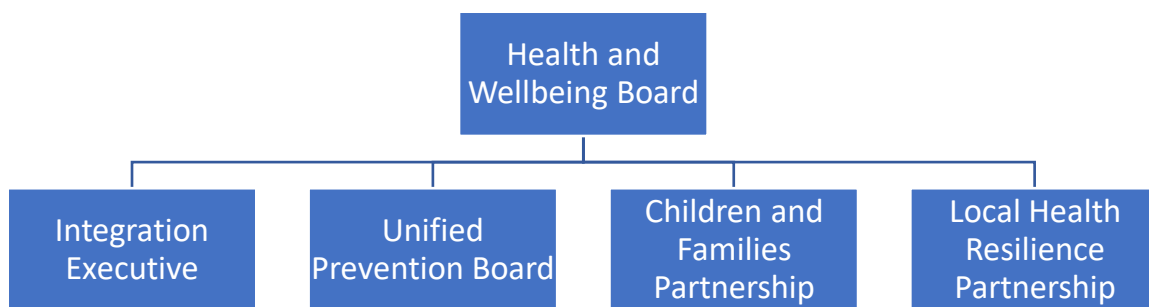 Health and
Wellbeing Board
Integration
Executive
Unified
Prevention Board
Children and
Families
Partnership
Local Health
Resilience
Partnership